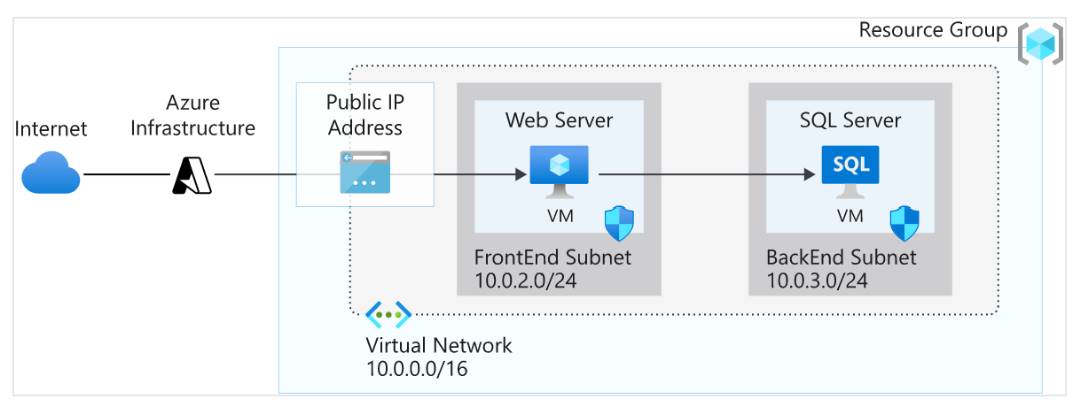 Resource Group
Internet
Azure
Infrastructure
Public IP
Address
Web Server
VM
FrontEnd Subnet
10.0.2.0/24
SQL Server
SQL
VM
BackEnd Subnet
10.0.3.0/24
Virtual Network
10.0.0.0/16